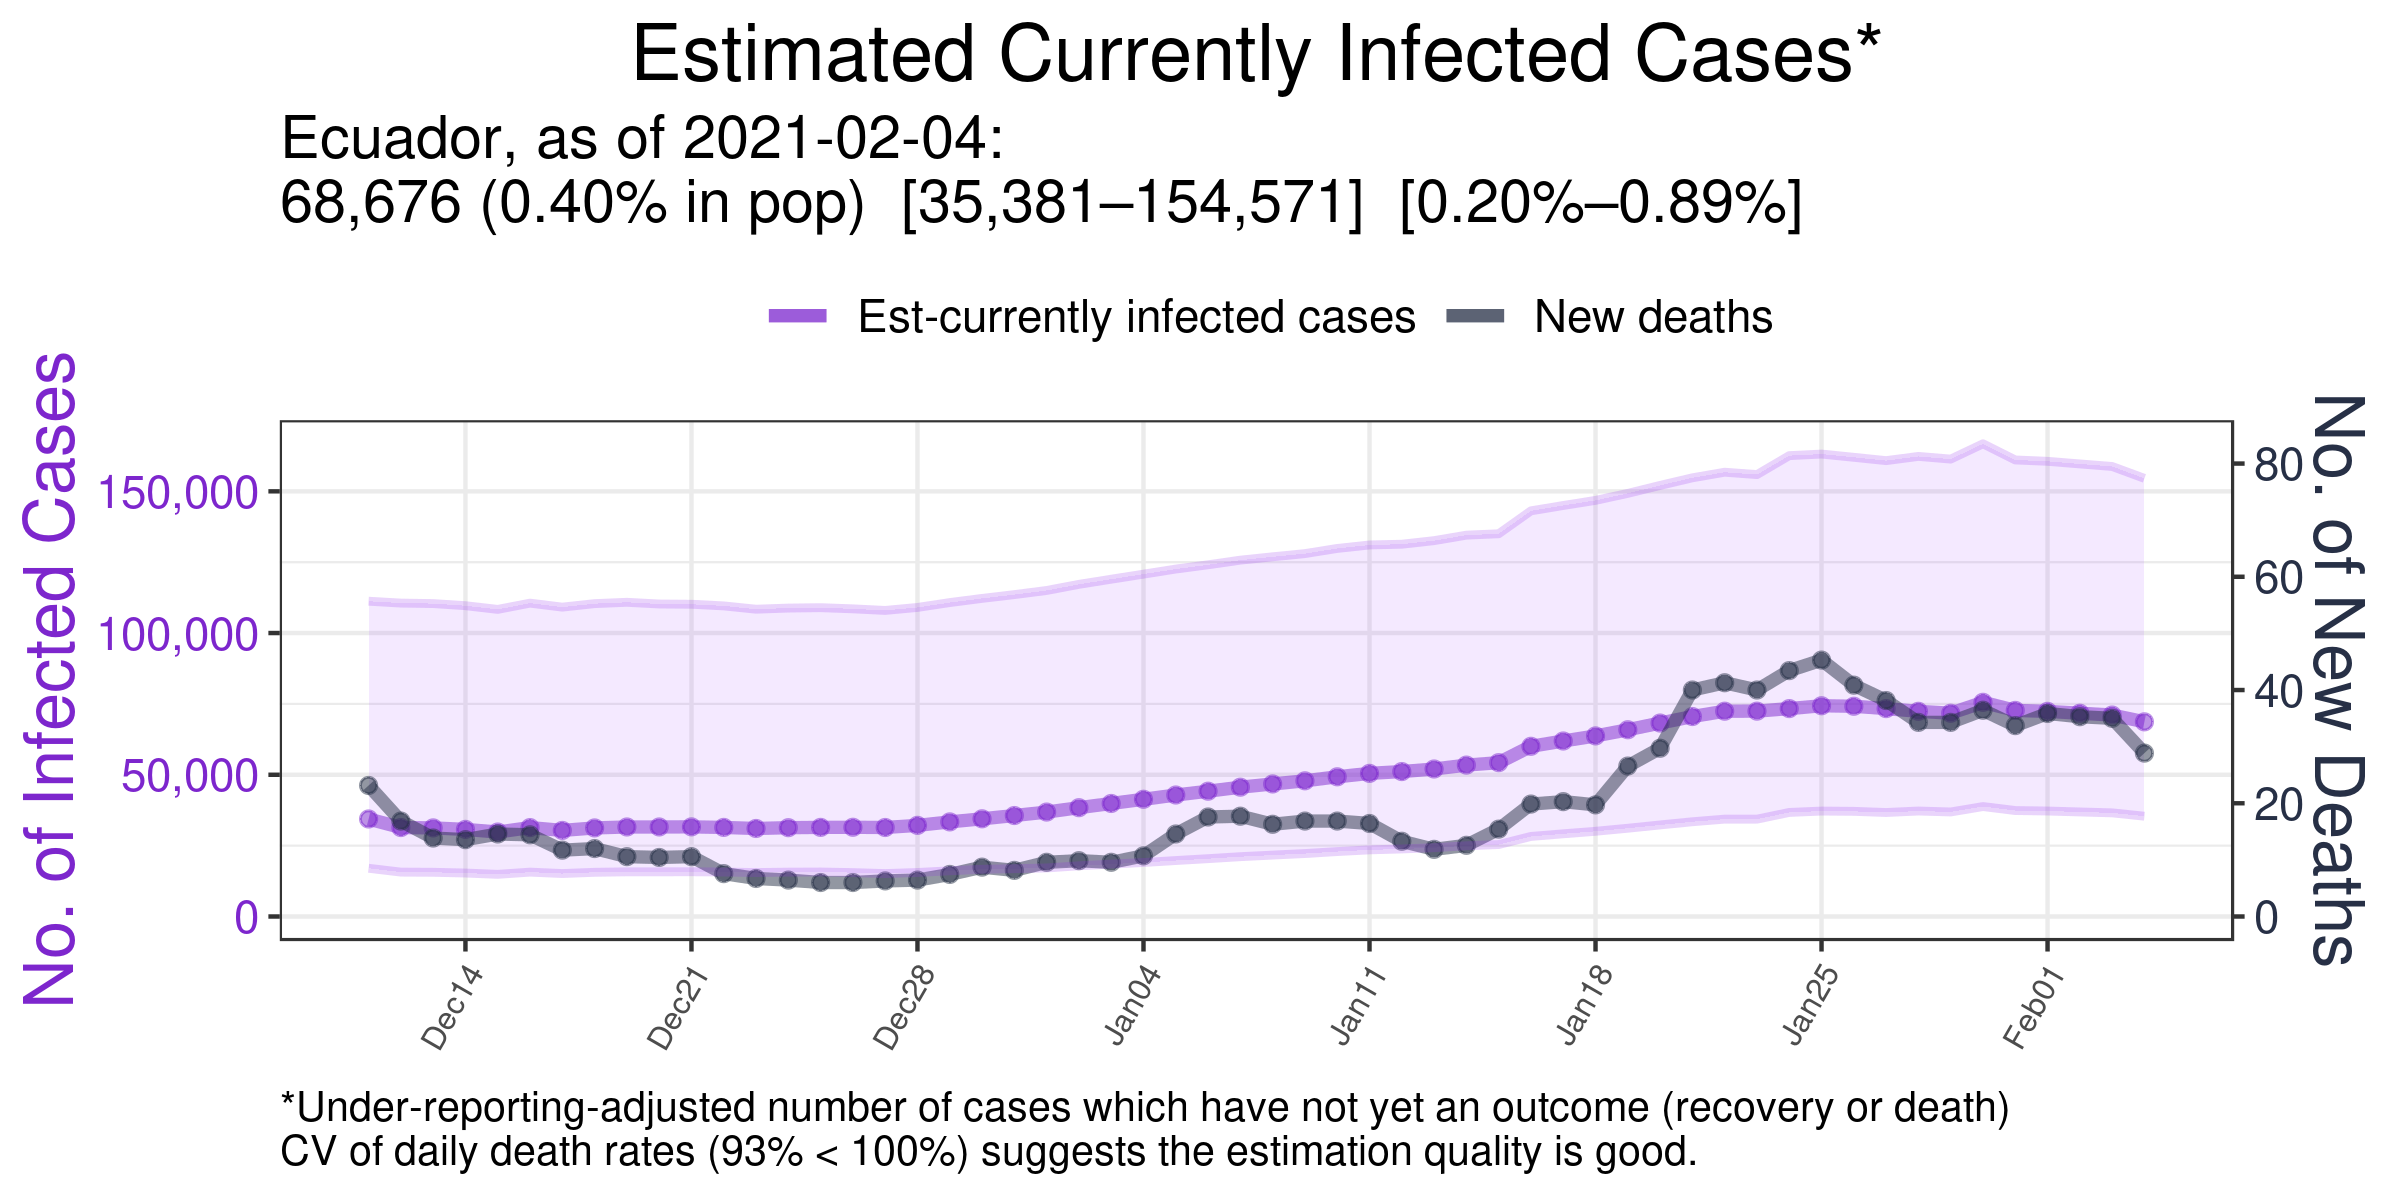 Estimated Currently Infected Cases*
Ecuador, as of 2021-02-04:
68,676 (0.40% in pop) [35,381–154,571] [0.20%–0.89%]
Est-currently infected cases
New deaths
No. of Infected Cases
150,000
100,000
50,000
0
80
60
40
20
0
No. of New Deaths
Dec14
Dec21
Dec28
Jan04
Jan11
Jan18
Jan25
Feb01
*Under-reporting-adjusted number of cases which have not yet an outcome (recovery or death)
CV of daily death rates (93% < 100%) suggests the estimation quality is good.